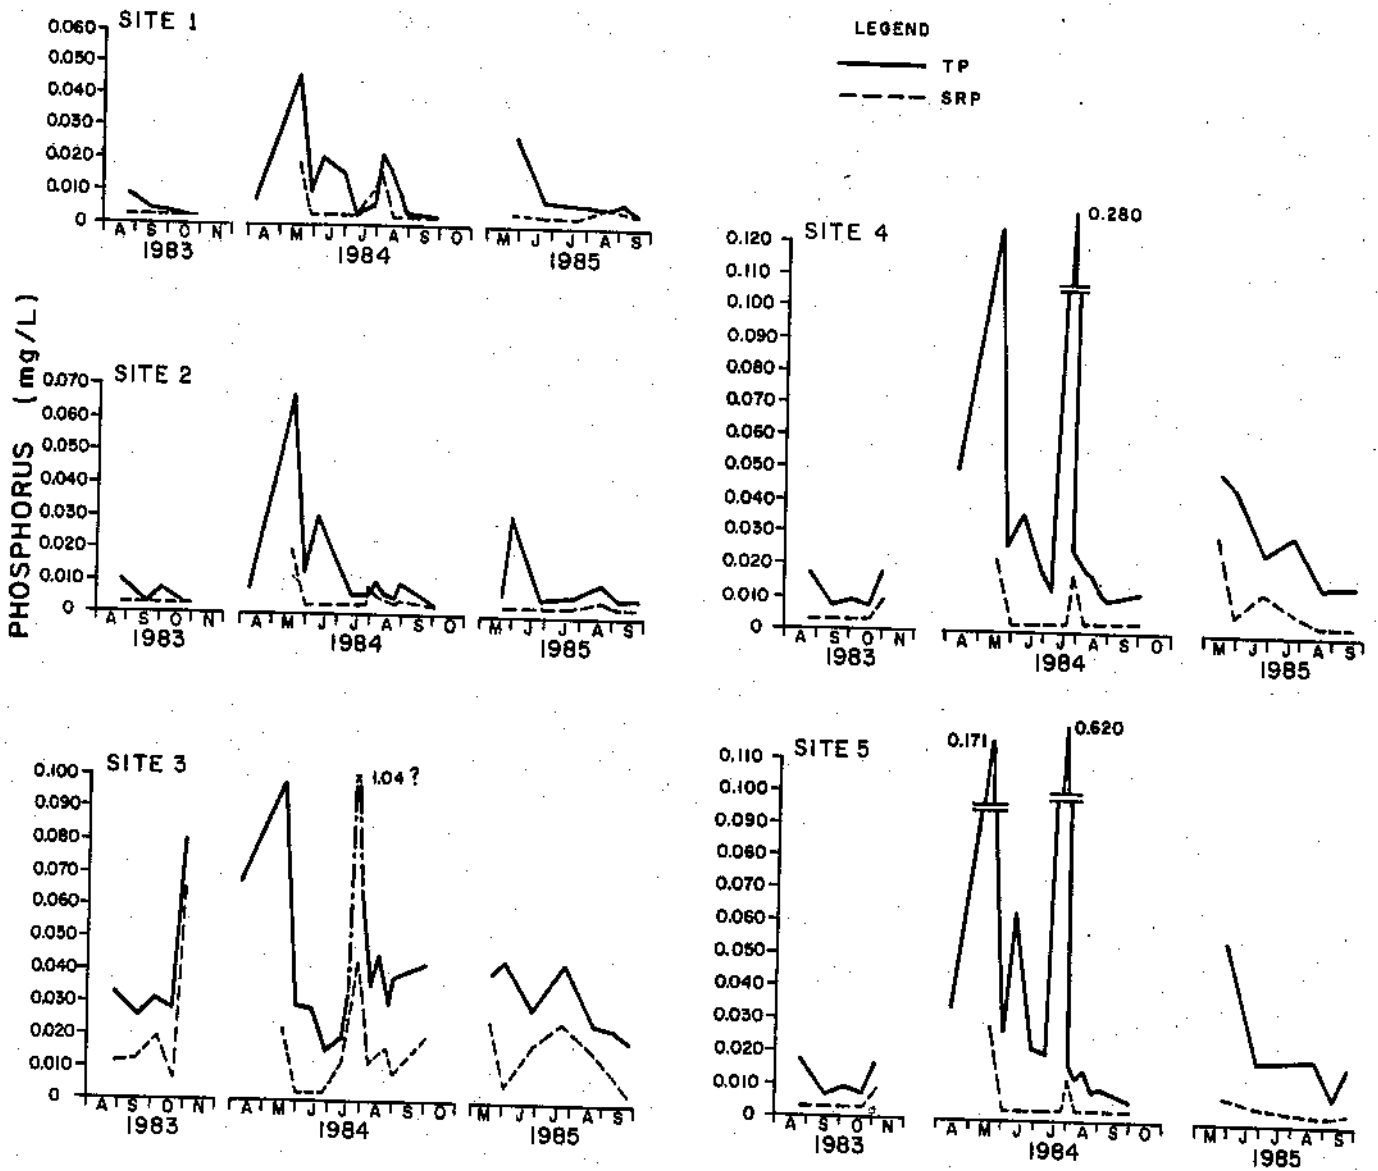 SITE 1
0.060
0.050
0.040
0.030
0.020
0.010
0
A S O N
1983
A M J J A S O
1984
M J J A S
1985
LEGEND
TP
SRP
PHOSPHORUS (mg/L)
SITE 2
0.070
0.060
0.050
0.040
0.030
0.020
0.010
0
A S O N
1983
A M J J A S O
1984
M J J A S
1985
SITE 3
0.100
0.090
0.080
0.070
0.060
0.050
0.040
0.030
0.020
0.010
0
1.04 ?
A S O N
1983
A M J J A S O
1984
M J J A S
1985
SITE 4
0.280
0.120
0.110
0.100
0.090
0.080
0.070
0.060
0.050
0.040
0.030
0.020
0.010
0
A S O N
1983
A M J J A S O
1984
M J J A S
1985
SITE 5
0.171
0.620
0.110
0.100
0.090
0.080
0.070
0.060
0.050
0.040
0.030
0.020
0.010
0
A S O N
1983
A M J J A S O
1984
M J J A S
1985